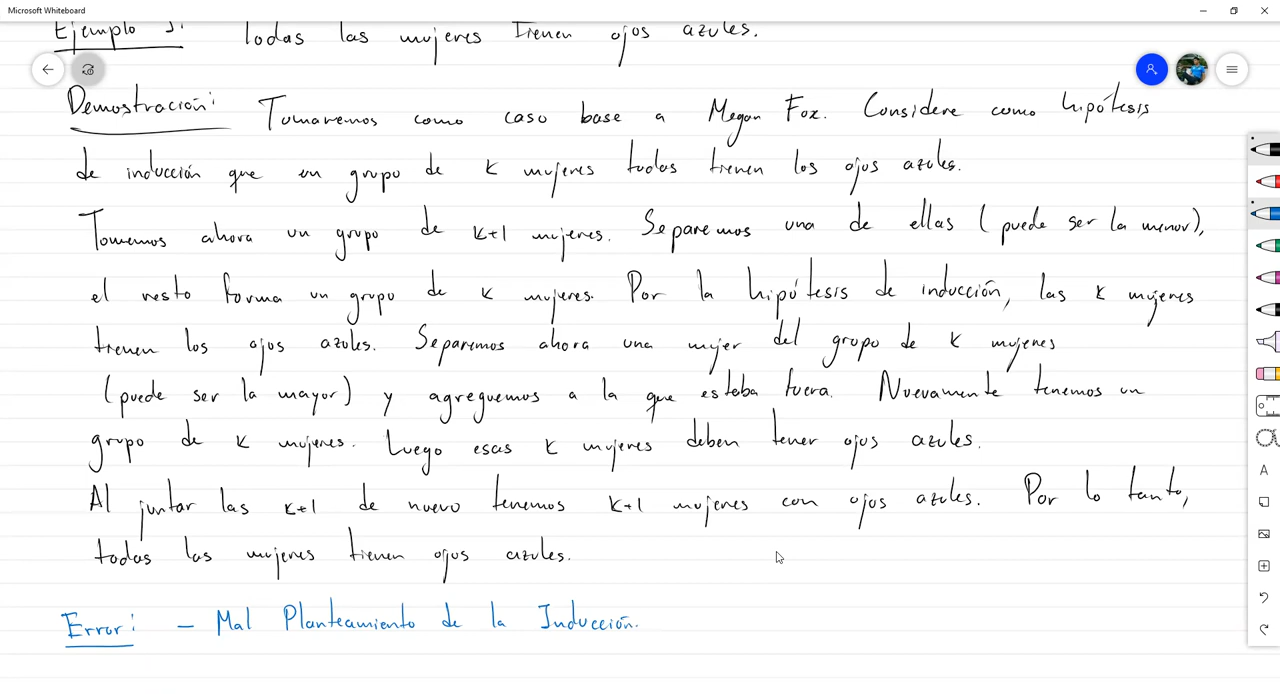 Microsoft Whiteboard
Ejemplo 3: Todas las mujeres tienen ojos azules.
Demostración: Tomaremos como caso base a Megan Fox. Considere como hipótesis
de inducción que en grupo de K mujeres todas tienen los ojos azules.
Tomemos ahora un grupo de K+1 mujeres. Separemos una de ellas (puede ser la menor),
el resto forma un grupo de K mujeres. Por la hipótesis de inducción, las K mujeres
tienen los ojos azules. Separemos ahora una mujer del grupo de K mujeres
(puede ser la mayor) y agreguemos a la que estaba fuera. Nuevamente tenemos un
grupo de K mujeres. Luego esas K mujeres deben tener ojos azules.
Al juntar las K+1 de nuevo tenemos K+1 mujeres con ojos azules. Por lo tanto,
todas las mujeres tienen ojos azules.
Error: - Mal Planteamiento de la Inducción.